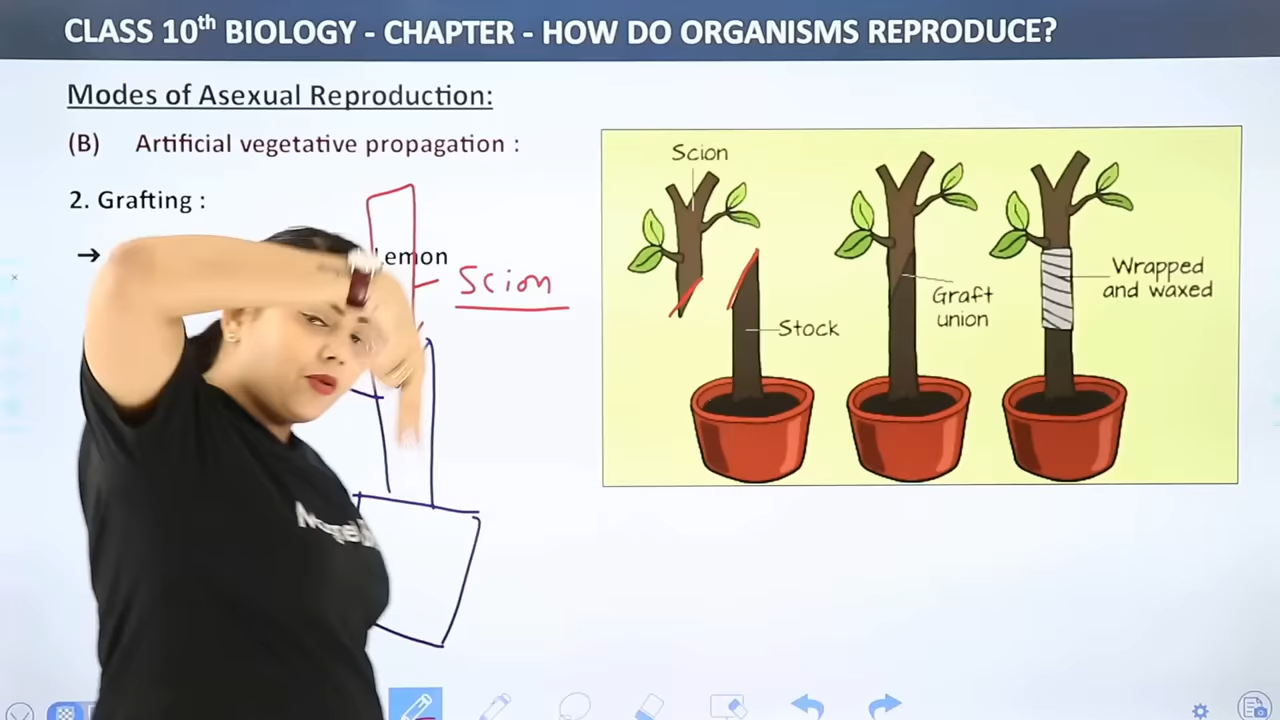 CLASS 10th BIOLOGY - CHAPTER - HOW DO ORGANISMS REPRODUCE?
Modes of Asexual Reproduction:
(B) Artificial vegetative propagation :
2. Grafting :
→ Lemon
Scion
Scion
Stock
Graft
union
Wrapped
and waxed